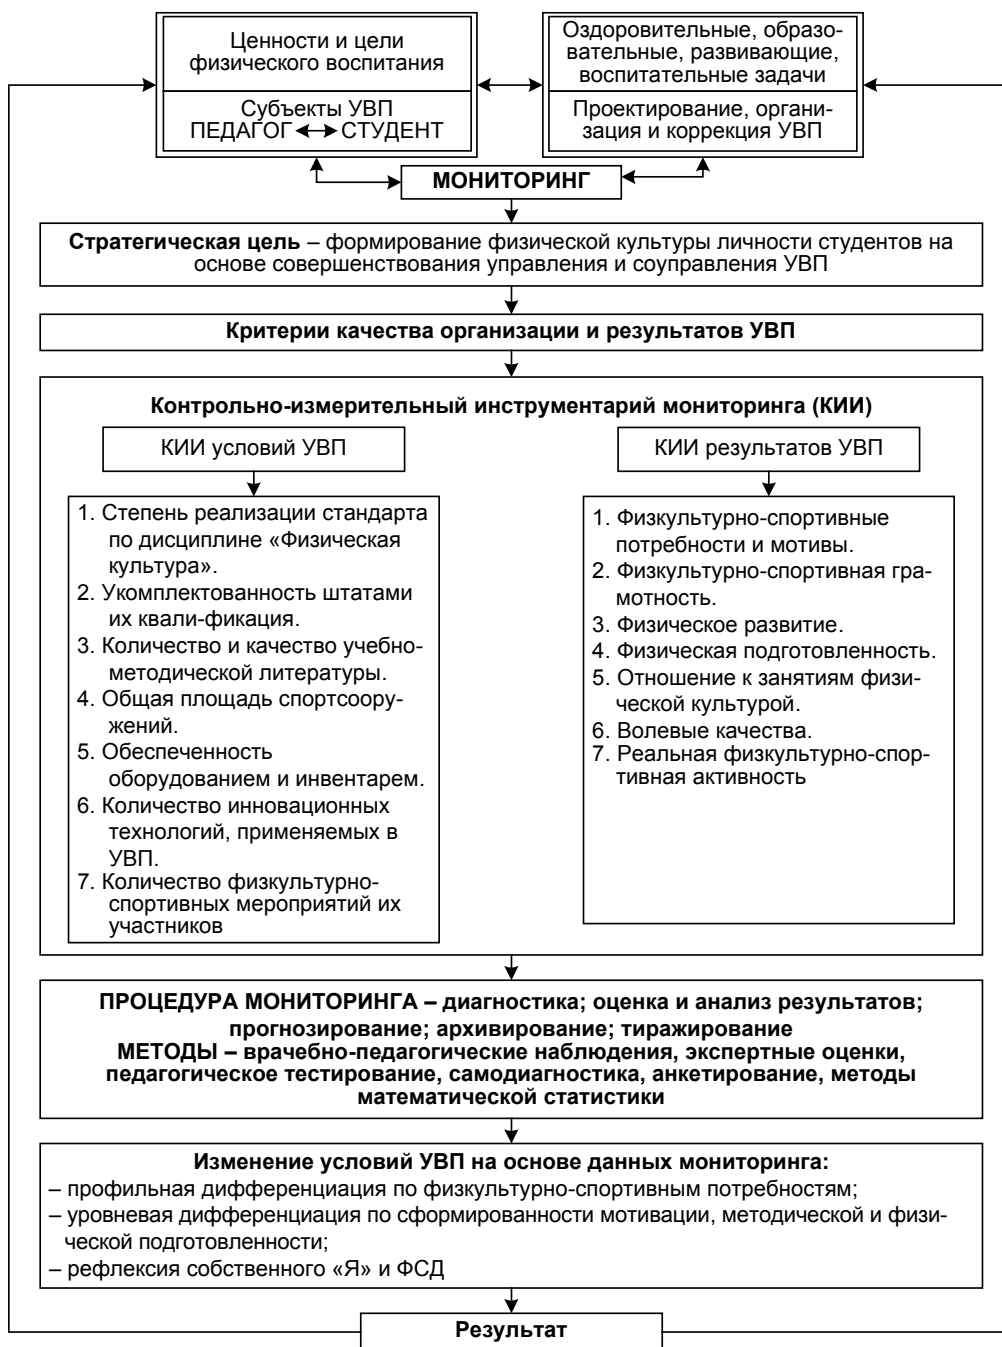 Ценности и цели
физического воспитания
Субъекты УВП
ПЕДАГОГ СТУДЕНТ
Оздоровительные, образо-
вательные, развивающие,
воспитательные задачи
Проектирование, органи-
зация и коррекция УВП
МОНИТОРИНГ
Стратегическая цель – формирование физической культуры личности студентов на
основе совершенствования управления и соуправления УВП
Критерии качества организации и результатов УВП
Контрольно-измерительный инструментарий мониторинга (КИИ)
КИИ условий УВП
1. Степень реализации стандарта
по дисциплине «Физическая
культура».
2. Укомплектованность штатами
их квали-фикация.
3. Количество и качество учебно-
методической литературы.
4. Общая площадь спортсоору-
жений.
5. Обеспеченность
оборудованием и инвентарем.
6. Количество инновационных
технологий, применяемых в
УВП.
7. Количество физкультурно-
спортивных мероприятий их
участников
КИИ результатов УВП
1. Физкультурно-спортивные
потребности и мотивы.
2. Физкультурно-спортивная гра-
мотность.
3. Физическое развитие.
4. Физическая подготовленность.
5. Отношение к занятиям физи-
ческой культурой.
6. Волевые качества.
7. Реальная физкультурно-спор-
тивная активность
ПРОЦЕДУРА МОНИТОРИНГА – диагностика; оценка и анализ результатов;
прогнозирование; архивирование; тиражирование
МЕТОДЫ – врачебно-педагогические наблюдения, экспертные оценки,
педагогическое тестирование, самодиагностика, анкетирование, методы
математической статистики
Изменение условий УВП на основе данных мониторинга:
– профильная дифференциация по физкультурно-спортивным потребностям;
– уровневая дифференциация по сформированности мотивации, методической и физи-
ческой подготовленности;
– рефлексия собственного «Я» и ФСД
Результат